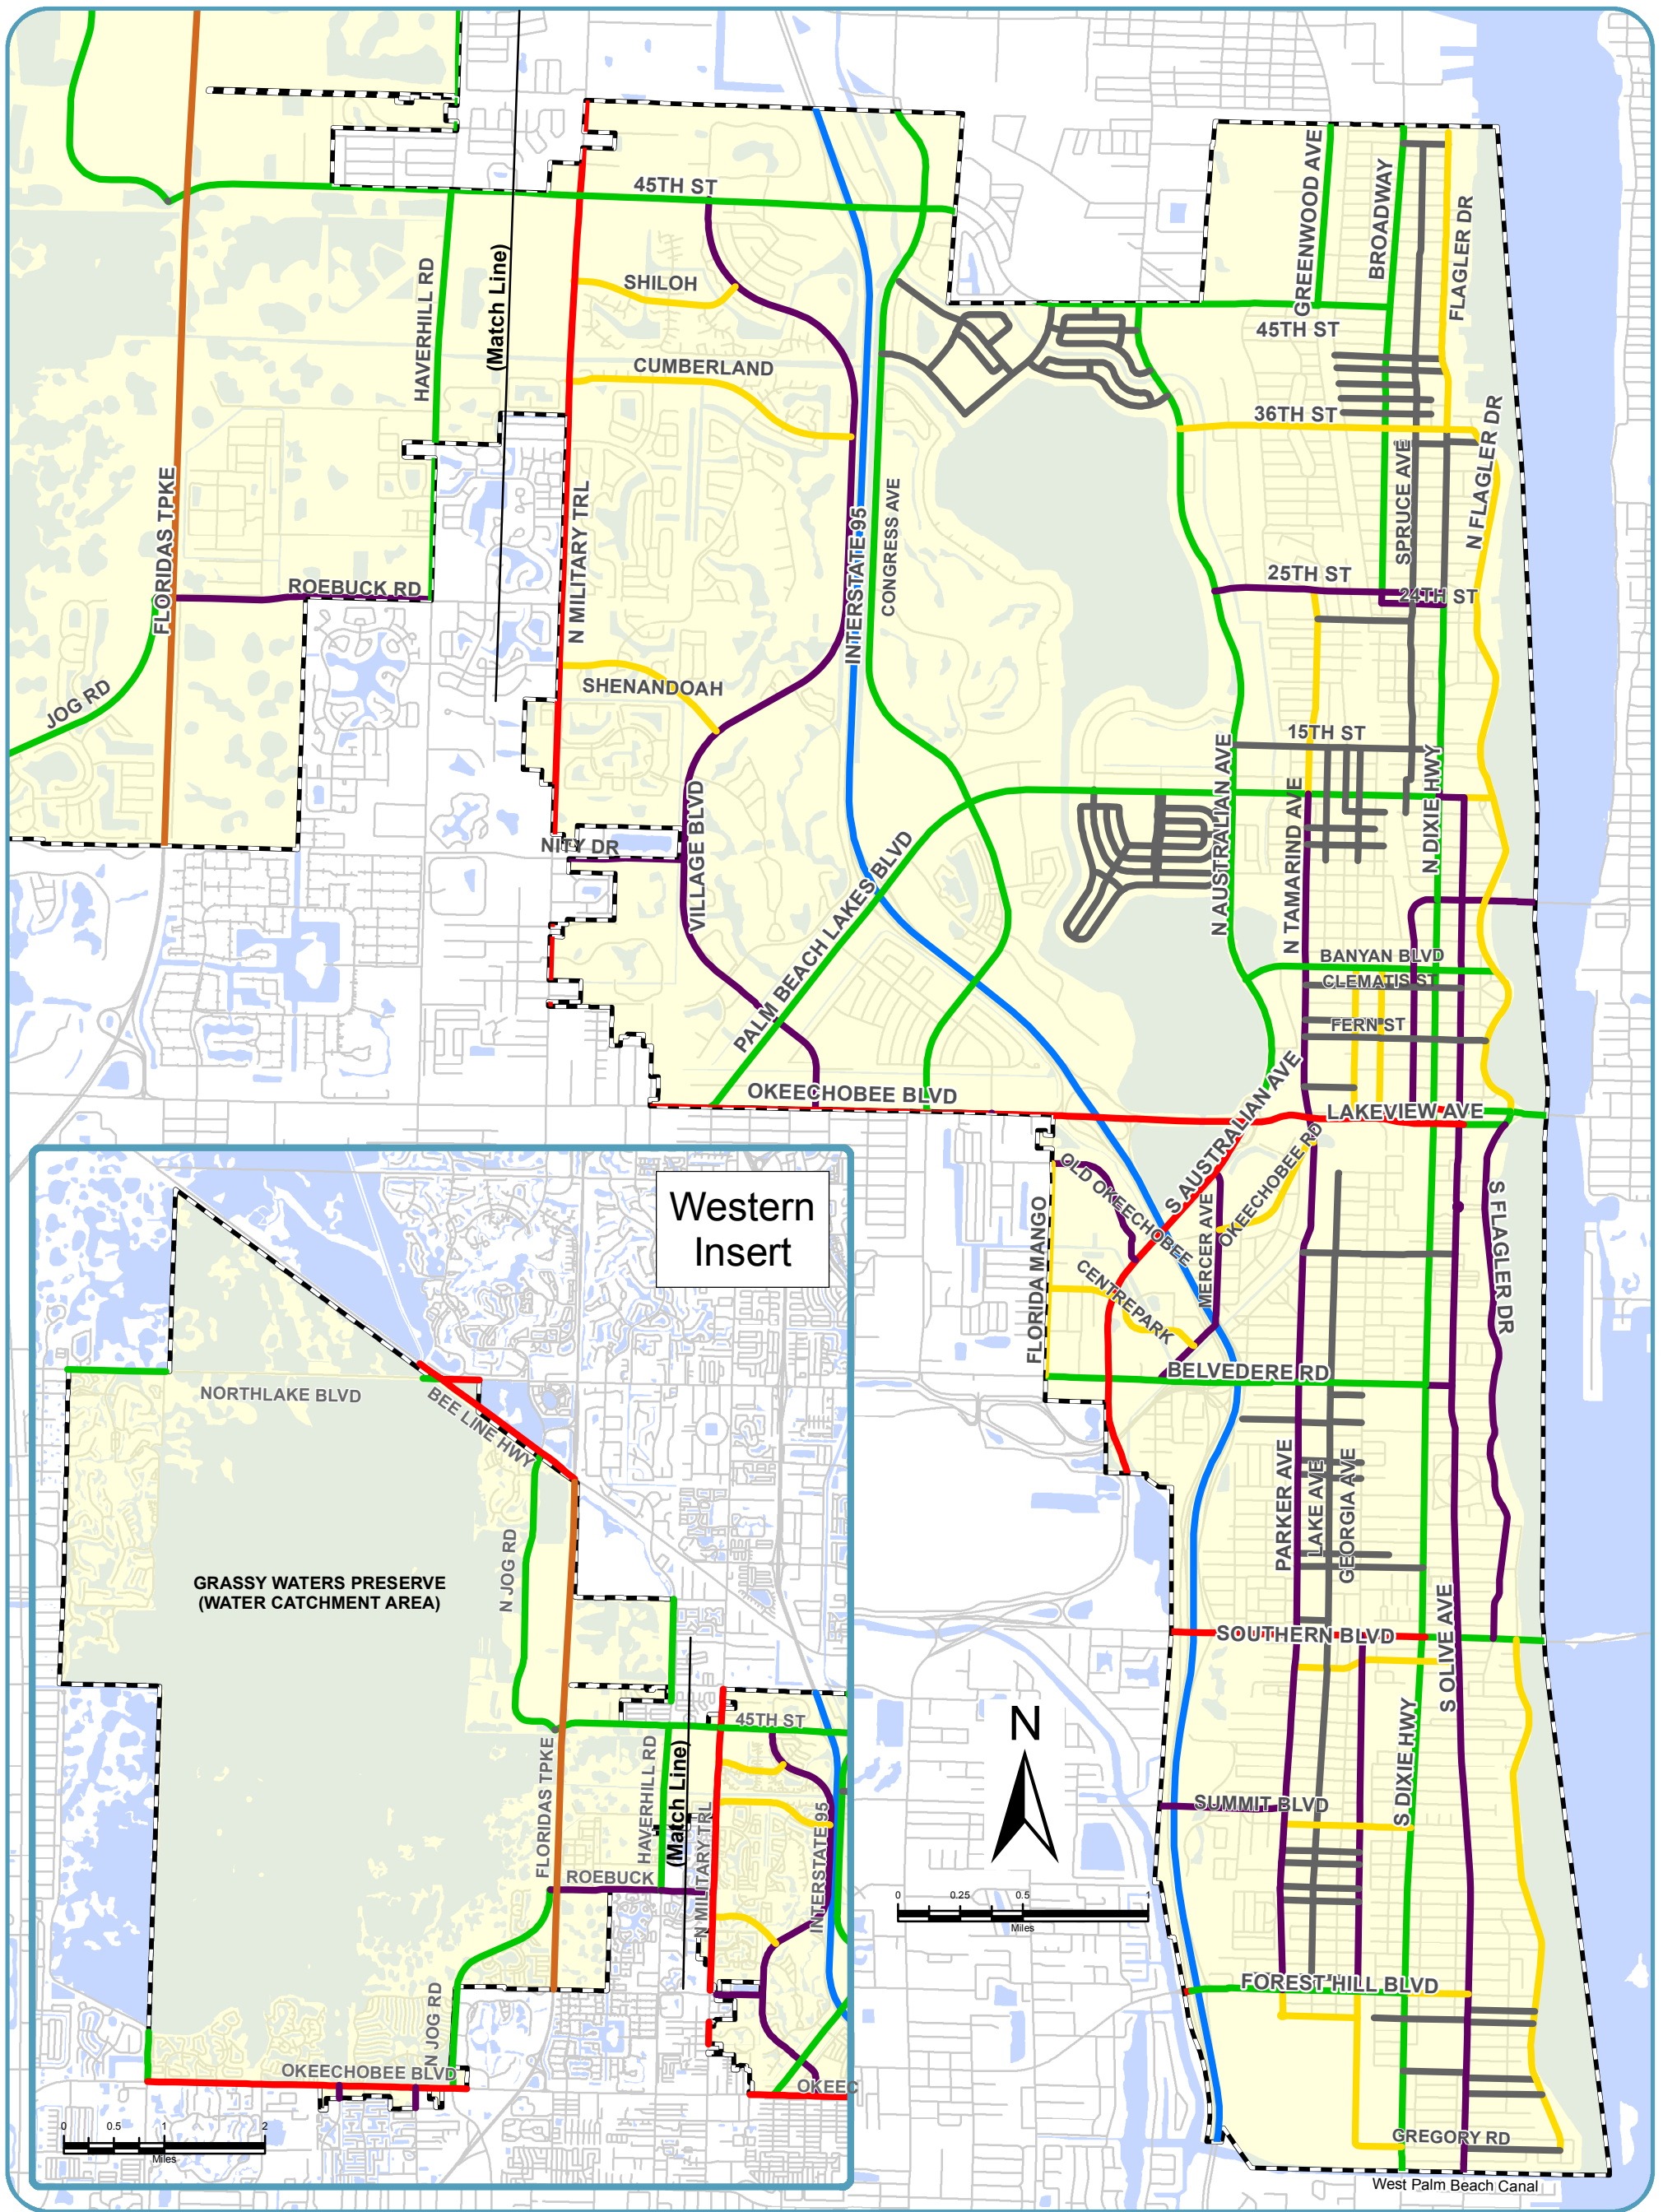 45TH ST
GREENWOOD AVE
BROADWAY
FLAGLER DR
HAVERHILL RD
(Match Line)
SHILOH
45TH ST
CUMBERLAND
36TH ST
N FLAGLER DR
SPRUCE AVE
FLORIDAS TPKE
N MILITARY TRL
INTERSTATE 95
CONGRESS AVE
ROEBUCK RD
25TH ST
24TH ST
JOG RD
SHENANDOAH
15TH ST
N DIXIE HWY
N AUSTRALIAN AVE
N TAMARIND AVE
NITY DR
VILLAGE BLVD
PALM BEACH LAKES BLVD
BANYAN BLVD
CLEMATIS ST
FERN ST
OKEECHOBEE BLVD
LAKEVIEW AVE
S AUSTRALIAN AVE
OLD OKEECHOBEE
OKEECHOBEE RD
MERCER AVE
FLORIDA MANGO
CENTREPARK
S FLAGLER DR
BELVEDERE RD
PARKER AVE
LAKE AVE
GEORGIA AVE
SOUTHERN BLVD
S OLIVE AVE
S DIXIE HWY
SUMMIT BLVD
FOREST HILL BLVD
GREGORY RD
West Palm Beach Canal
N
0 0.25 0.5 1
Miles
Western
Insert
NORTHLAKE BLVD
BEE LINE HWY
N JOG RD
GRASSY WATERS PRESERVE
(WATER CATCHMENT AREA)
45TH ST
FLORIDAS TPKE
HAVERHILL RD
(Match Line)
N MILITARY TRL
INTERSTATE 95
ROEBUCK
N JOG RD
OKEECHOBEE BLVD
OKEEC
0 0.5 1 2
Miles